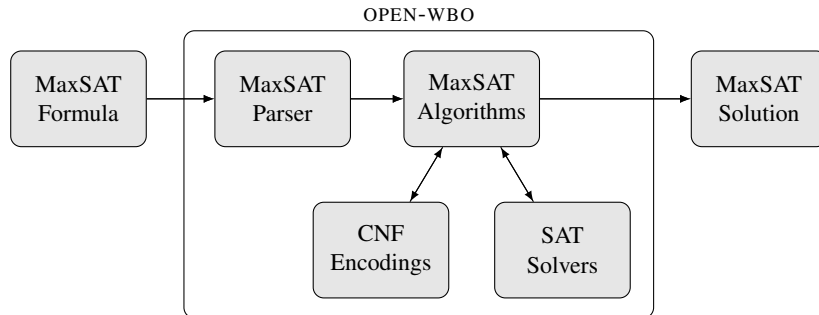 OPEN-WBO
MaxSAT
Formula
MaxSAT
Parser
MaxSAT
Algorithms
MaxSAT
Solution
CNF
Encodings
SAT
Solvers